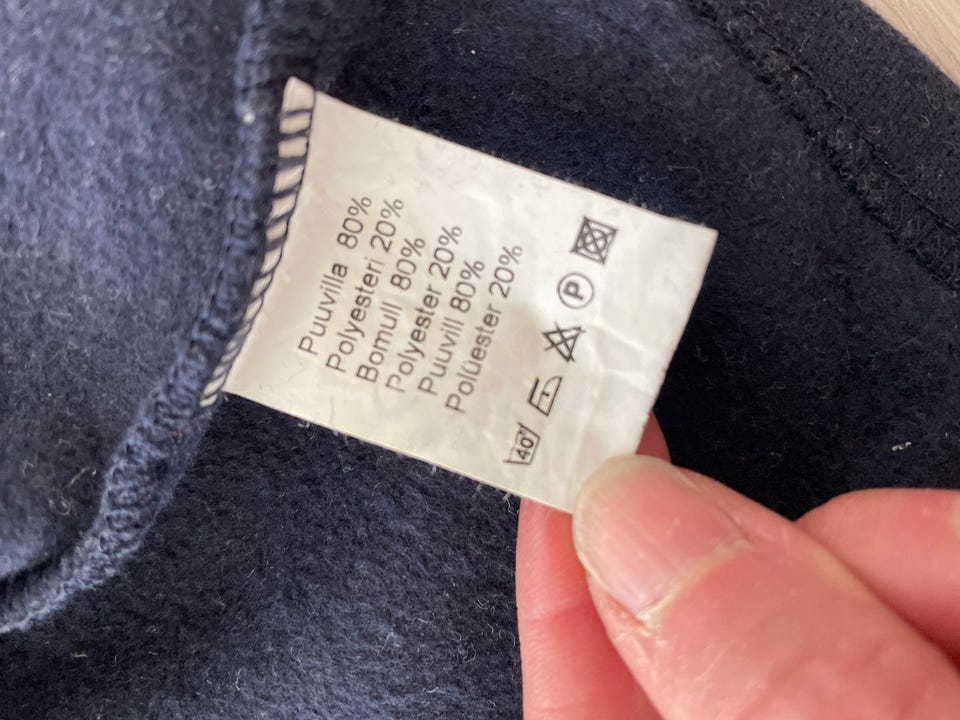 Puuvilla 80%
Polyesteri 20%
Bomull 80%
Polyester 20%
Puuvill 80%
Polüester 20%
40° P